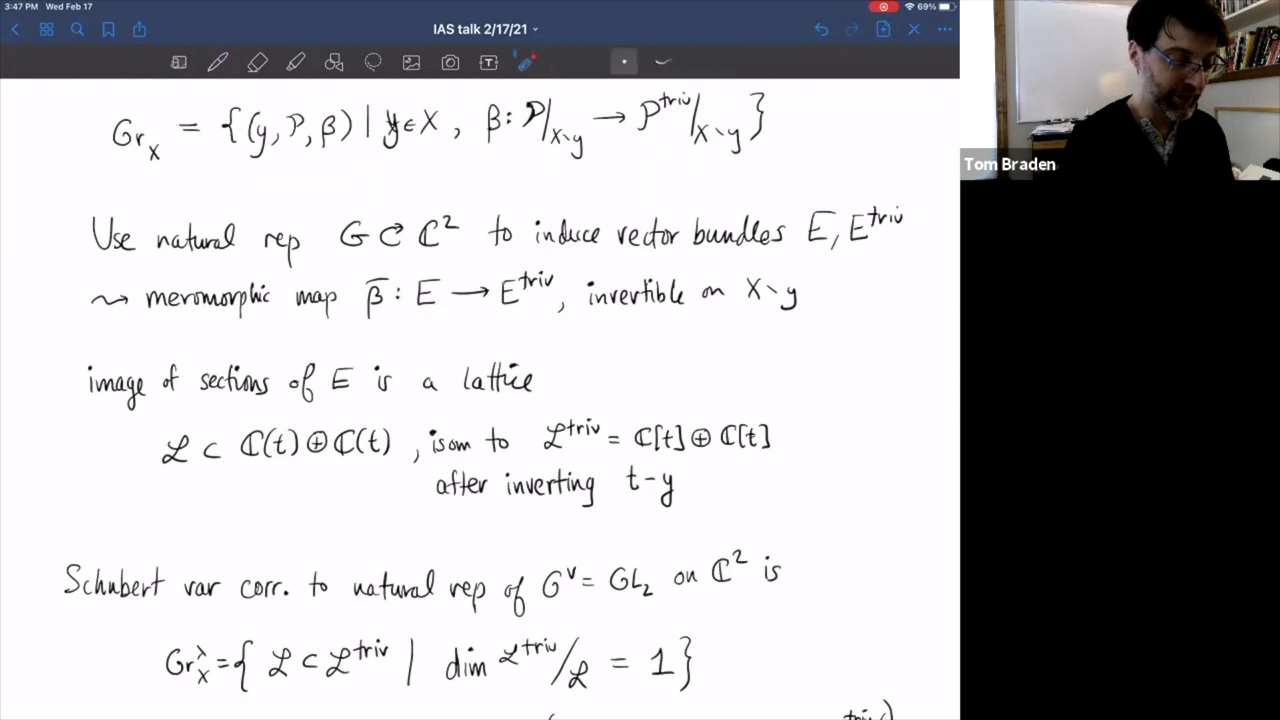 3:47 PM Wed Feb 17
69%
IAS talk 2/17/21
Gr_X = {(y, P, β) | y ∈ X , β : P/_{X∖y} → P^{triv}/_{X∖y} }
Use natural rep G ⟳ ℂ² to induce vector bundles E, E^{triv}
⇝ meromorphic map β̄ : E → E^{triv}, invertible on X∖y
image of sections of E is a lattice
ℒ ⊂ ℂ(t) ⊕ ℂ(t) , isom to ℒ^{triv} = ℂ[t] ⊕ ℂ[t]
after inverting t-y
Schubert var corr. to natural rep of G^∨ = GL₂ on ℂ² is
Gr_X^λ = { ℒ ⊂ ℒ^{triv} | dim ℒ^{triv}/ℒ = 1 }
Tom Braden